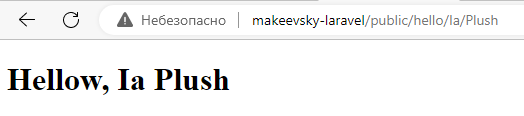 Небезопасно makeevsky-laravel/public/hello/Ia/Plush
Hellow, Ia Plush